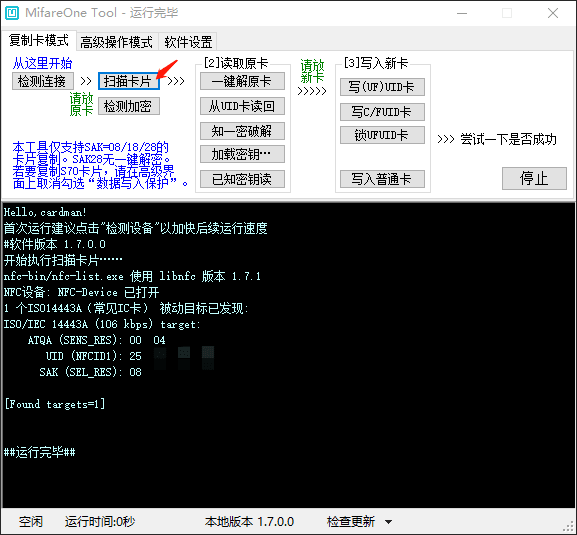 MifareOne Tool - 运行完毕
复制卡模式 高级操作模式 软件设置
从这里开始
检测连接 >> 扫描卡片 >>>
请放原卡
检测加密
本工具仅支持SAK=08/18/28的
卡片复制。SAK28无一键解密。
若要复制S70卡片，请在高级界
面上取消勾选“数据写入保护”。
[2]读取原卡
一键解原卡
从UID卡读回
知一密破解
加载密钥…
已知密钥读
请放新卡
>>>>>
[3]写入新卡
写(UF)UID卡
写C/FUID卡
锁UFUID卡
写入普通卡
>>> 尝试一下是否成功
停止
Hello,cardman!
首次运行建议点击"检测设备"以加快后续运行速度
#软件版本 1.7.0.0
开始执行扫描卡片……
nfc-bin/nfc-list.exe 使用 libnfc 版本 1.7.1
NFC设备: NFC-Device 已打开
1 个ISO14443A（常见IC卡） 被动目标已发现:
ISO/IEC 14443A (106 kbps) target:
ATQA (SENS_RES): 00 04
UID (NFCID1): 25
SAK (SEL_RES): 08
[Found targets=1]
##运行完毕##
空闲 运行时间:0秒 本地版本 1.7.0.0 检查更新